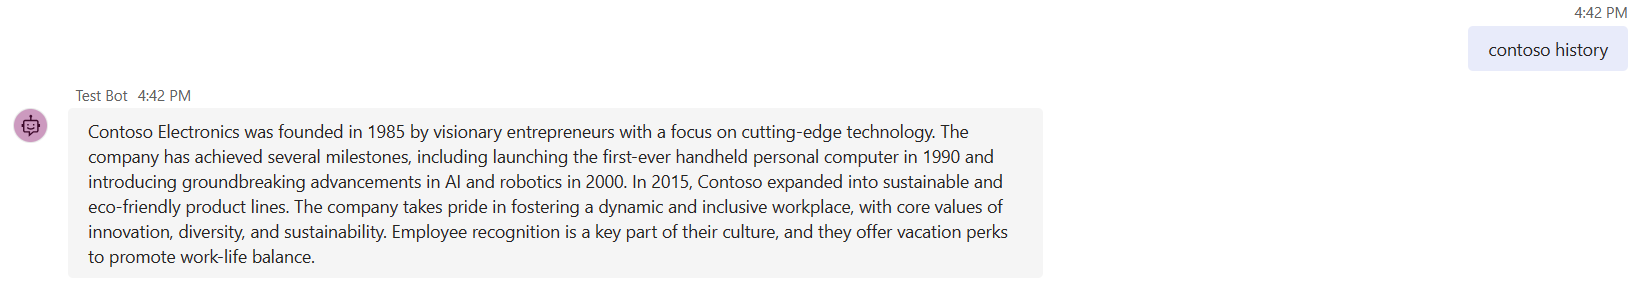 4:42 PM
contoso history
Test Bot 4:42 PM
Contoso Electronics was founded in 1985 by visionary entrepreneurs with a focus on cutting-edge technology. The
company has achieved several milestones, including launching the first-ever handheld personal computer in 1990 and
introducing groundbreaking advancements in AI and robotics in 2000. In 2015, Contoso expanded into sustainable and
eco-friendly product lines. The company takes pride in fostering a dynamic and inclusive workplace, with core values of
innovation, diversity, and sustainability. Employee recognition is a key part of their culture, and they offer vacation perks
to promote work-life balance.